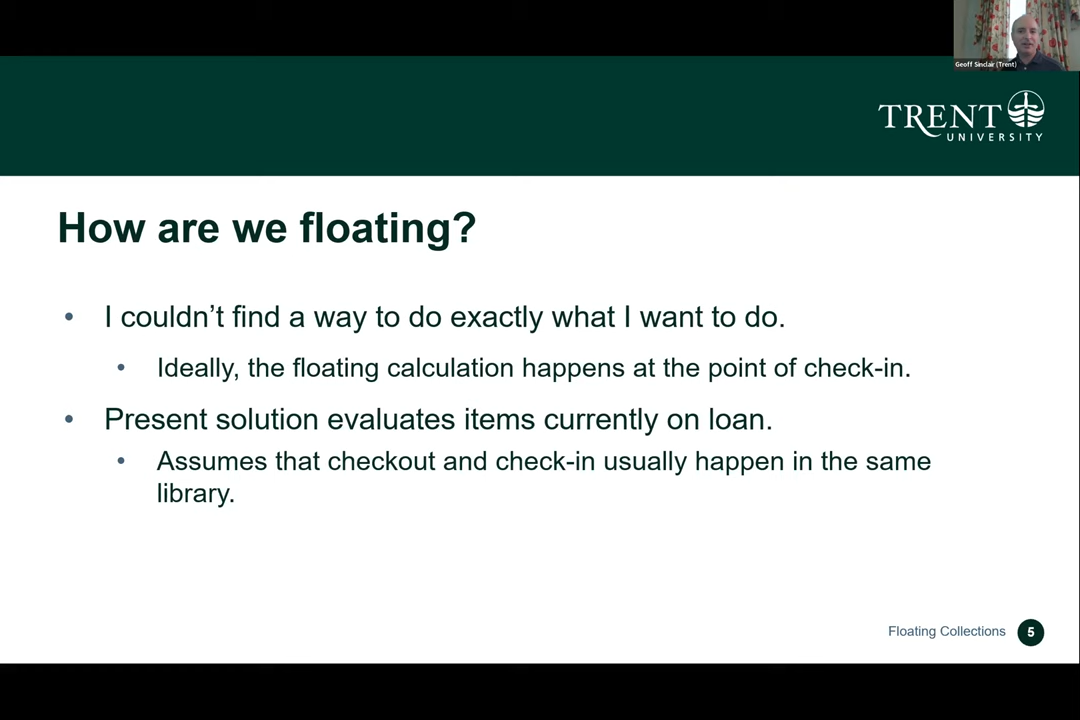 Geoff Sinclair (Trent)
TRENT
UNIVERSITY
How are we floating?
• I couldn’t find a way to do exactly what I want to do.
• Ideally, the floating calculation happens at the point of check-in.
• Present solution evaluates items currently on loan.
• Assumes that checkout and check-in usually happen in the same
library.
Floating Collections 5